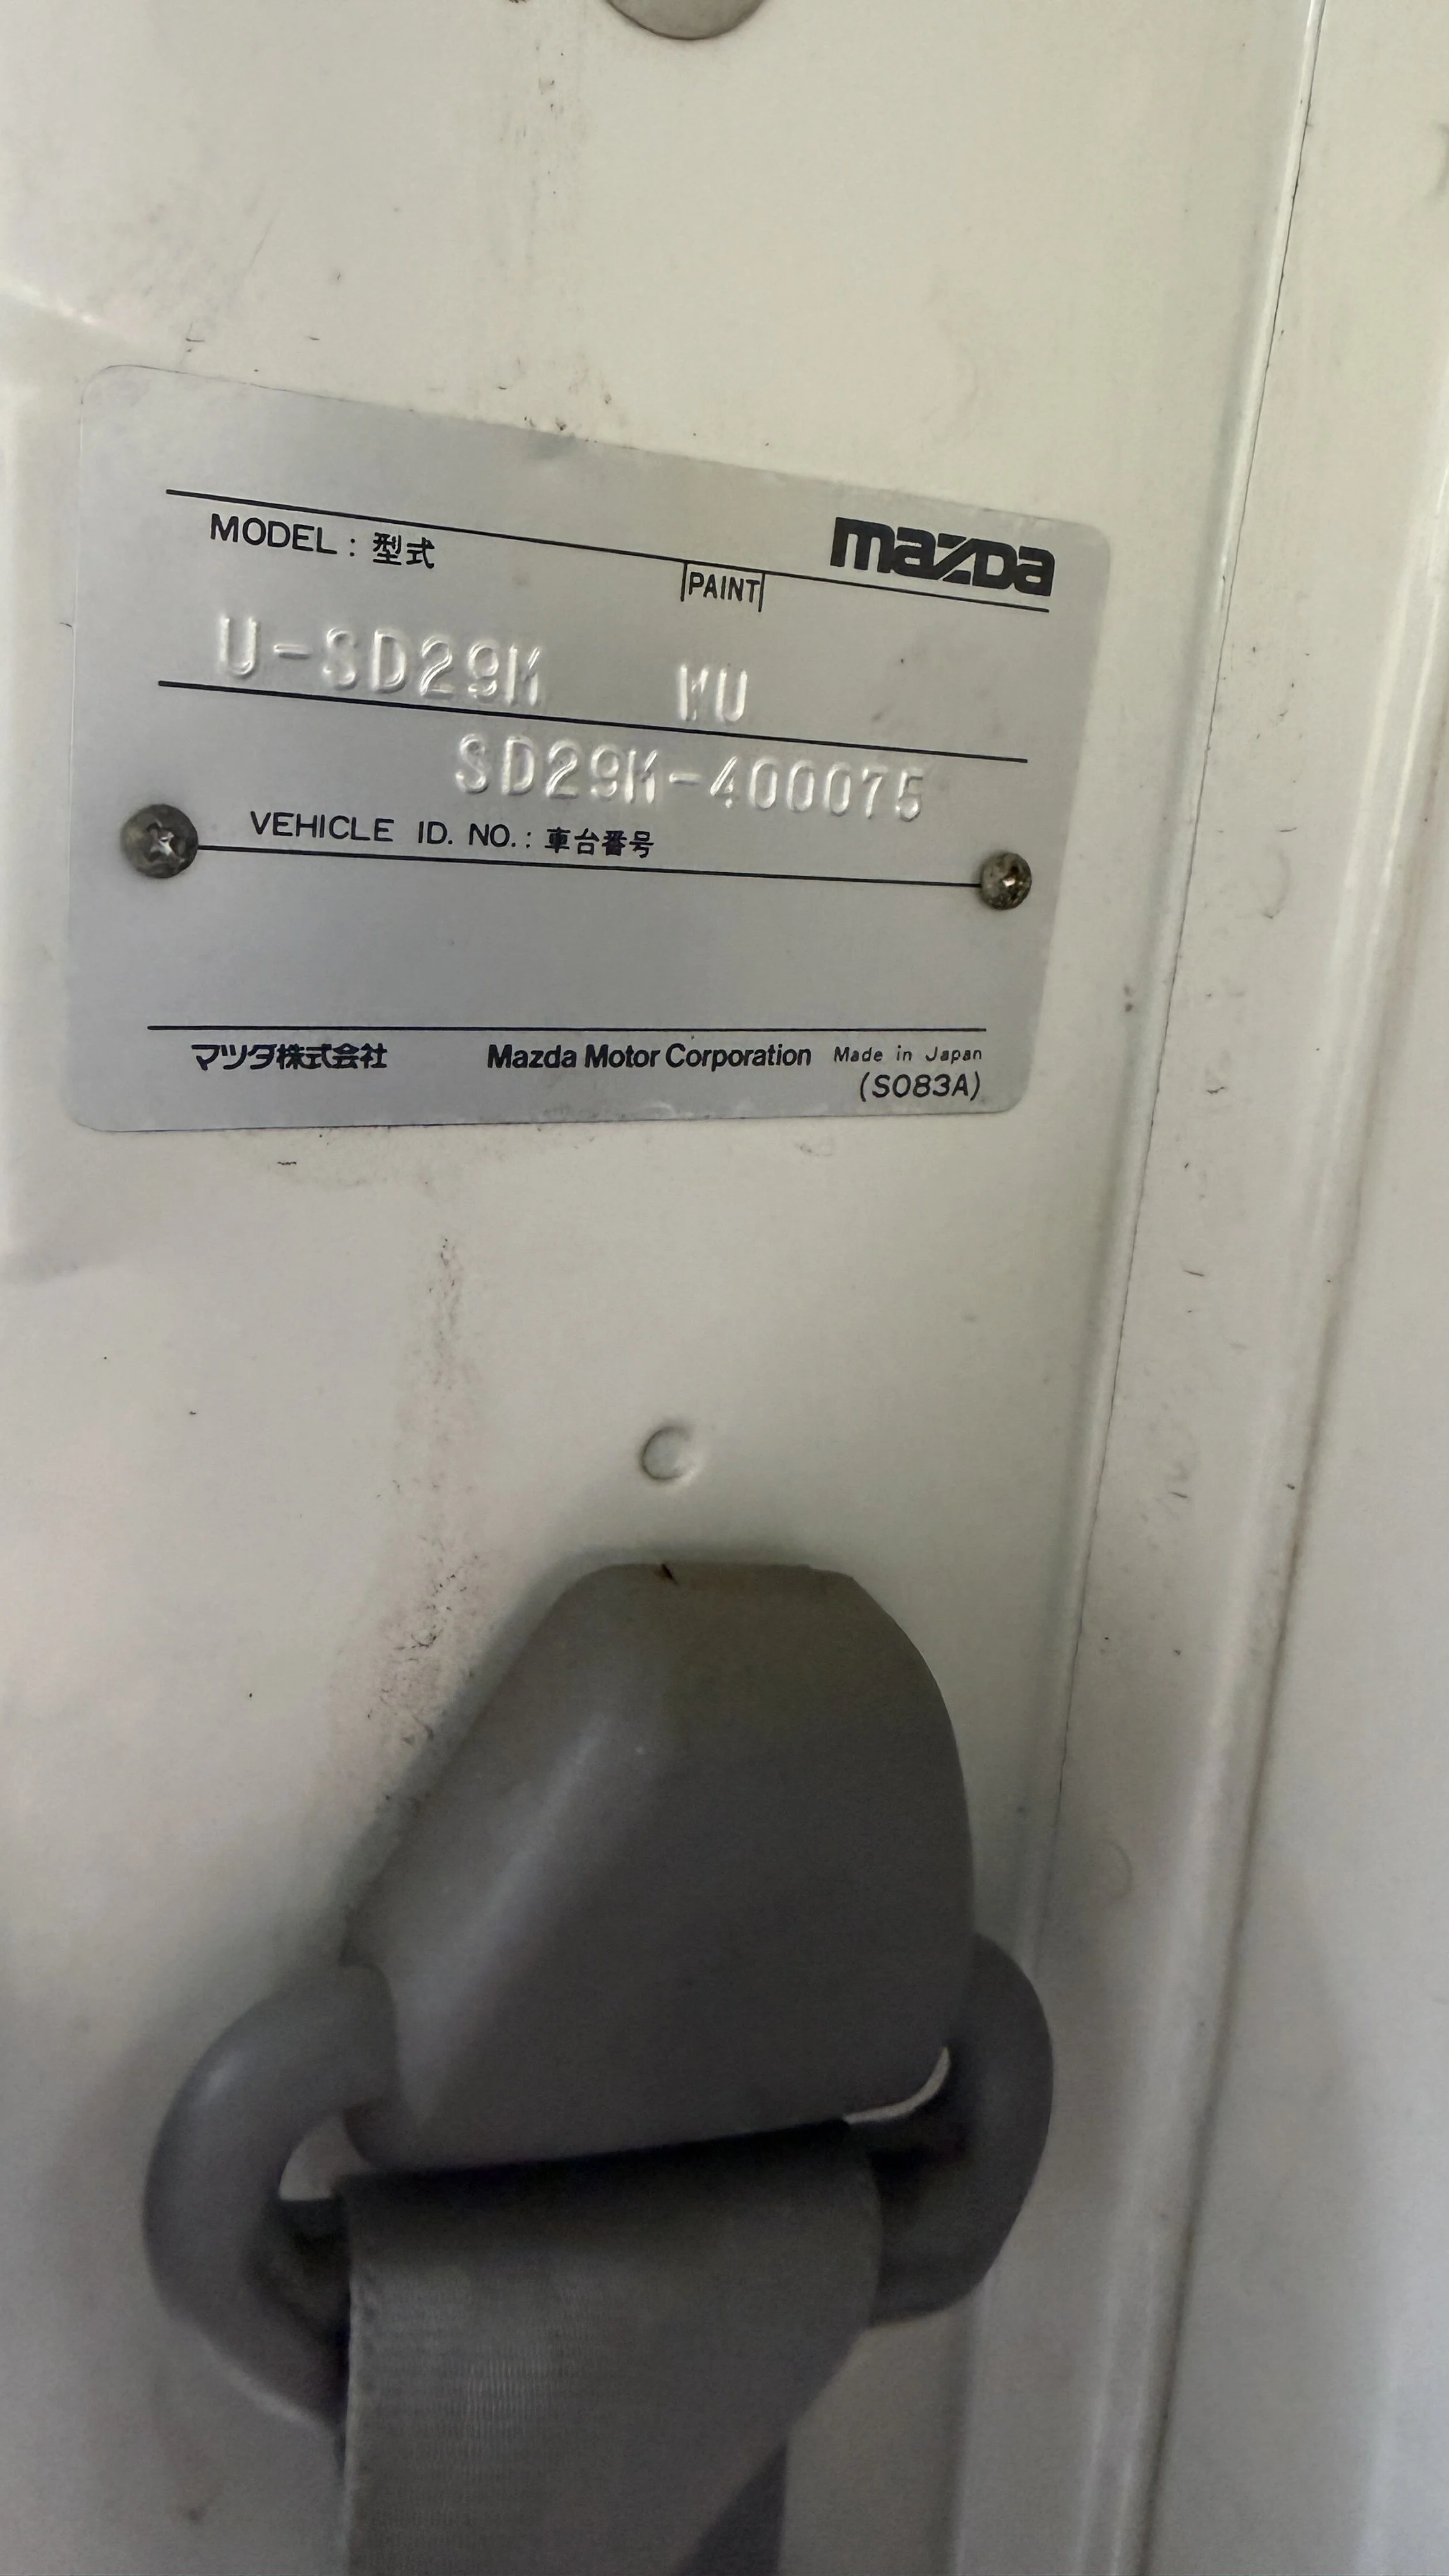 mazda
MODEL : 型式
PAINT
U-SD29M WU
SD29M-400075
VEHICLE ID. NO. : 車台番号
マツダ株式会社 Mazda Motor Corporation Made in Japan
(S083A)